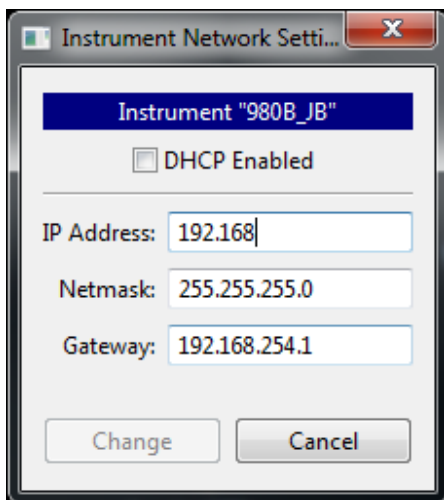 Instrument Network Setti...
Instrument "980B_JB"
DHCP Enabled
IP Address: 192.168
Netmask: 255.255.255.0
Gateway: 192.168.254.1
Change Cancel